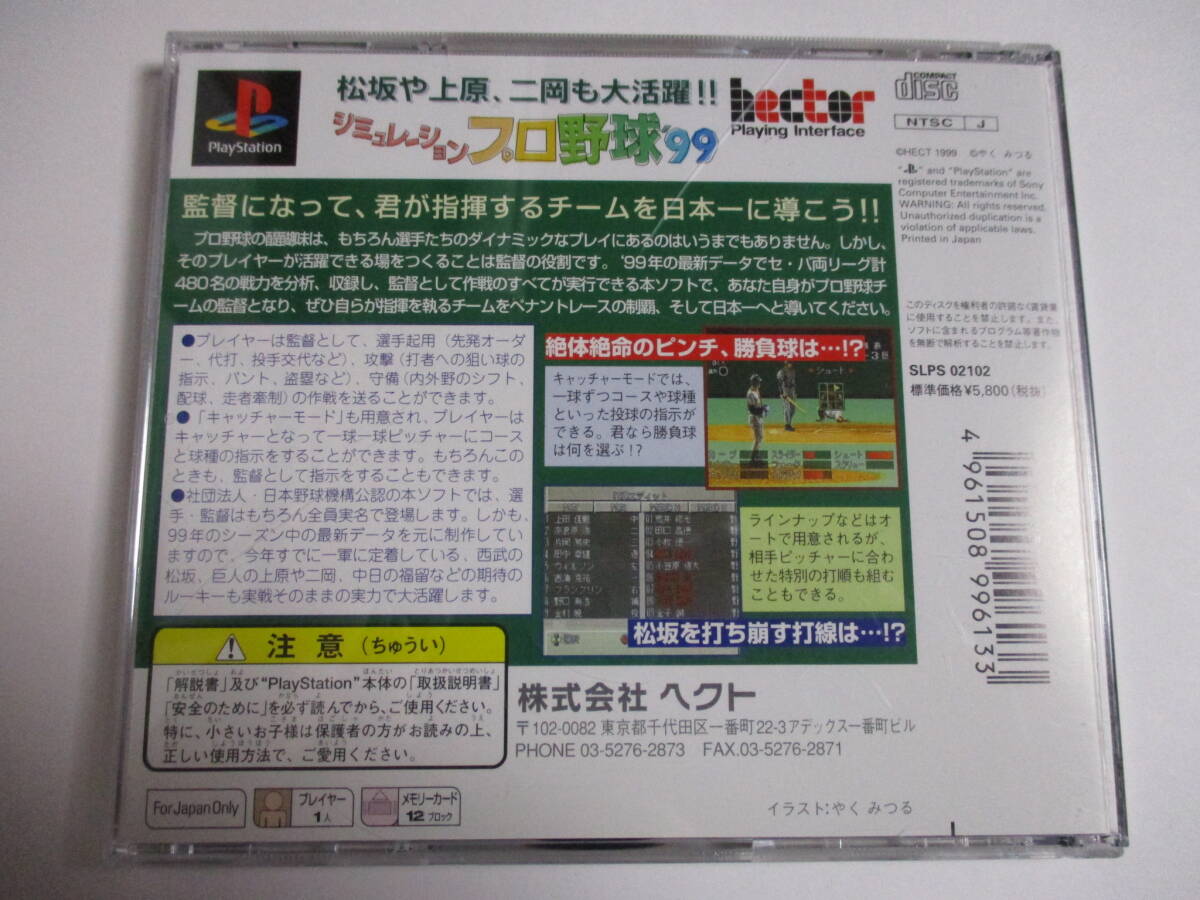 松坂や上原、二岡も大活躍!!
シミュレーション プロ野球'99
PlayStation
hector
Playing Interface
COMPACT
disc
NTSC J
©HECT 1999 ©やく みつる
" " and "PlayStation" are
registered trademarks of Sony
Computer Entertainment Inc.
WARNING: All rights reserved.
Unauthorized duplication is a
violation of applicable laws.
Printed in Japan
このディスクを権利者の許諾なく賃貸業
に使用することを禁止します。また、
ソフトに含まれるプログラム等著作物
を無断で解析することを禁止します。
SLPS 02102
標準価格¥5,800(税抜)
4961508996133
監督になって、君が指揮するチームを日本一に導こう!!
プロ野球の醍醐味は、もちろん選手たちのダイナミックなプレイにあるのはいうまでもありません。しかし、
そのプレイヤーが活躍できる場をつくることは監督の役割です。'99年の最新データでセ・パ両リーグ計
480名の戦力を分析、収録し、監督として作戦のすべてが実行できる本ソフトで、あなた自身がプロ野球チ
ームの監督となり、ぜひ自らが指揮を執るチームをペナントレースの制覇、そして日本一へと導いてください。
●プレイヤーは監督として、選手起用(先発オーダ
ー、代打、投手交代など)、攻撃(打者への狙い球の
指示、バント、盗塁など)、守備(内外野のシフト、
配球、走者牽制)の作戦を送ることができます。
●「キャッチャーモード」も用意され、プレイヤーは
キャッチャーとなって一球一球ピッチャーにコース
と球種の指示をすることができます。もちろんこの
ときも、監督として指示をすることもできます。
●社団法人・日本野球機構公認の本ソフトでは、選
手・監督はもちろん全員実名で登場します。しかも、
99年のシーズン中の最新データを元に制作してい
ますので、今年すでに一軍に定着している、西武の
松坂、巨人の上原や二岡、中日の福留などの期待の
ルーキーも実戦そのままの実力で大活躍します。
絶体絶命のピンチ、勝負球は…!?
キャッチャーモードでは、
一球ずつコースや球種
といった投球の指示が
できる。君なら勝負球
は何を選ぶ!?
シュート
カーブ スライダー シュート
ラインナップなどはオ
ートで用意されるが、
相手ピッチャーに合わ
せた特別の打順も組む
こともできる。
松坂を打ち崩す打線は…!?
注意(ちゅうい)
「解説書」及び"PlayStation"本体の「取扱説明書」
「安全のために」を必ず読んでから、ご使用ください。
特に、小さいお子様は保護者の方がお読みの上、
正しい使用方法で、ご愛用ください。
株式会社 ヘクト
〒102-0082 東京都千代田区一番町22-3アデックス一番町ビル
PHONE 03-5276-2873 FAX.03-5276-2871
For Japan Only
プレイヤー
1人
メモリーカード
12ブロック
イラスト:やく みつる